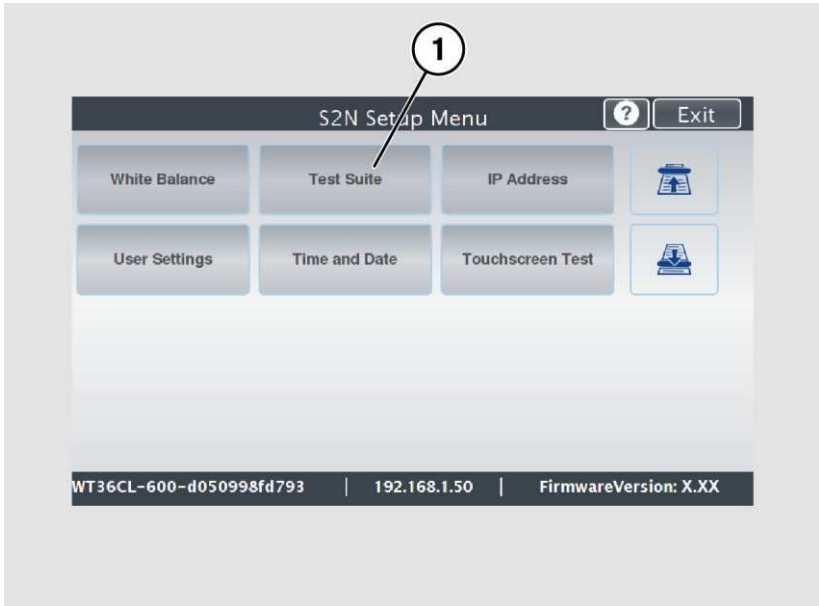 1
S2N Setup Menu ? Exit
White Balance Test Suite IP Address
User Settings Time and Date Touchscreen Test
WT36CL-600-d050998fd793 | 192.168.1.50 | FirmwareVersion: X.XX